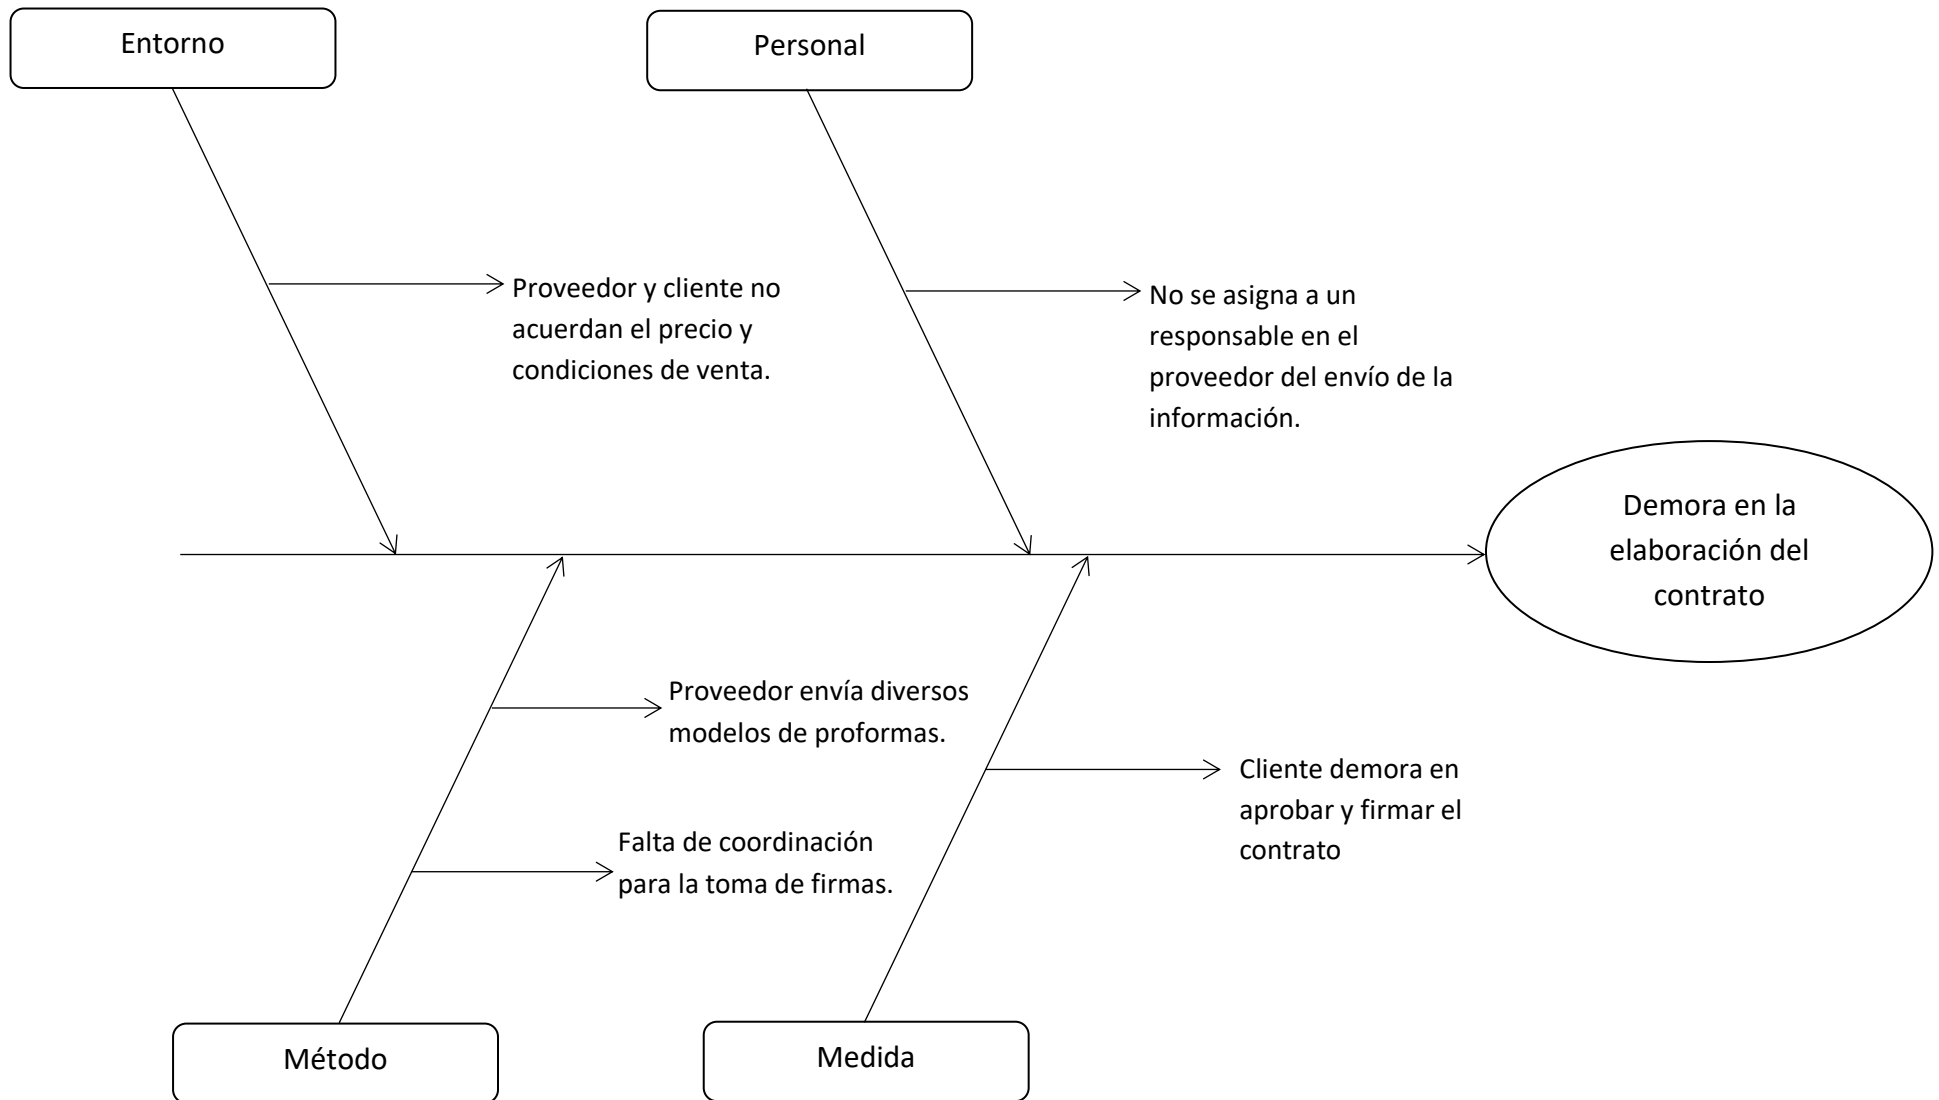 Entorno
Personal
Proveedor y cliente no
acuerdan el precio y
condiciones de venta.
No se asigna a un
responsable en el
proveedor del envío de la
información.
Demora en la
elaboración del
contrato
Proveedor envía diversos
modelos de proformas.
Falta de coordinación
para la toma de firmas.
Cliente demora en
aprobar y firmar el
contrato
Método
Medida